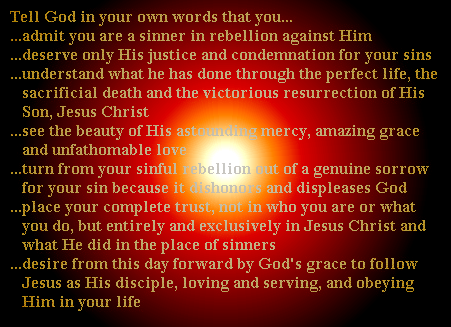 Tell God in your own words that you...
...admit you are a sinner in rebellion against Him
...deserve only His justice and condemnation for your sins
...understand what he has done through the perfect life, the
sacrificial death and the victorious resurrection of His
Son, Jesus Christ
...see the beauty of His astounding mercy, amazing grace
and unfathomable love
...turn from your sinful rebellion out of a genuine sorrow
for your sin because it dishonors and displeases God
...place your complete trust, not in who you are or what
you do, but entirely and exclusively in Jesus Christ and
what He did in the place of sinners
...desire from this day forward by God's grace to follow
Jesus as His disciple, loving and serving, and obeying
Him in your life